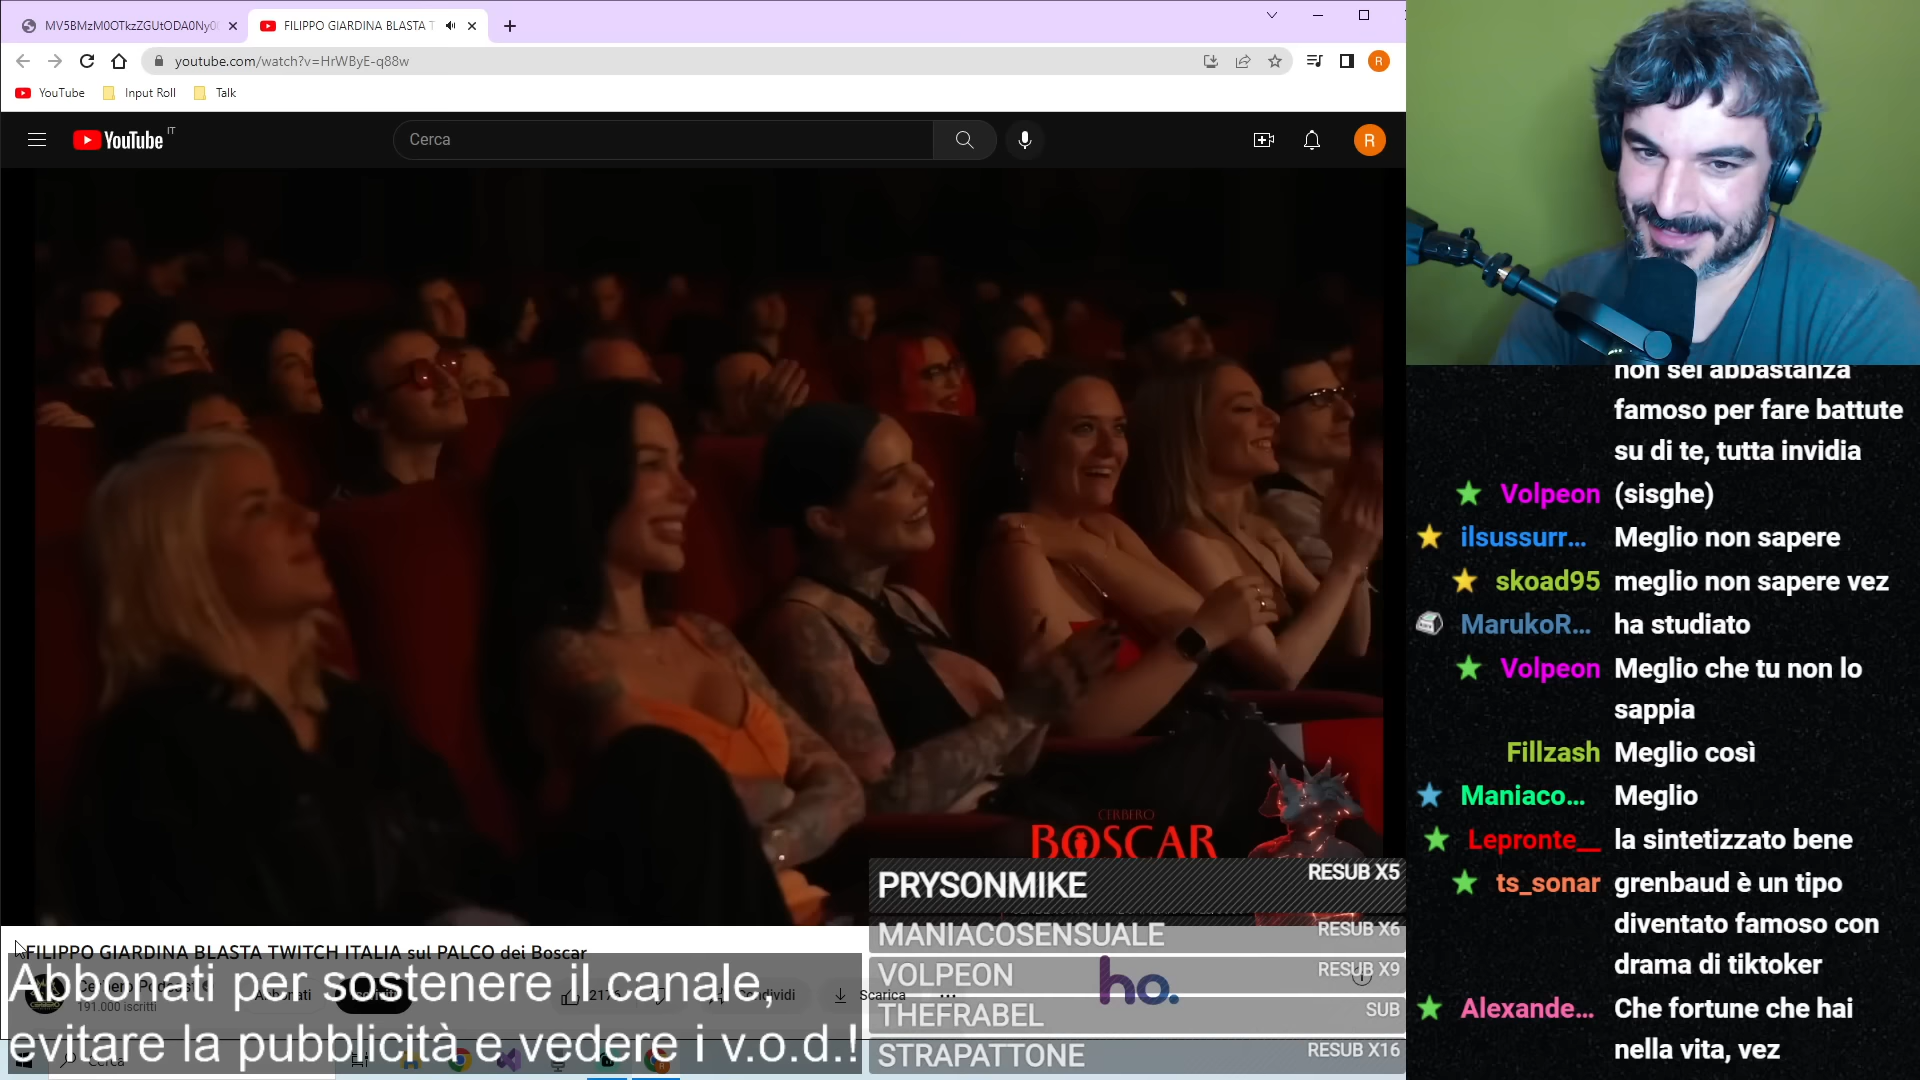 MV5BMzM0OTkzZGUtODA0Ny0
FILIPPO GIARDINA BLASTA T
youtube.com/watch?v=HrWByE-q88w
R
YouTube
Input Roll
Talk
YouTube IT
Cerca
R
CERBERO
BOSCAR
FILIPPO GIARDINA BLASTA TWITCH ITALIA sul PALCO dei Boscar
Cerbero Podcast
191.000 iscritti
Abbonati
2176
Condividi
Scarica
Abbonati per sostenere il canale,
evitare la pubblicità e vedere i v.o.d.!
Cerca
PRYSONMIKE RESUB X5
MANIACOSENSUALE RESUB X6
VOLPEON RESUB X9
ho.
THEFRABEL SUB
STRAPATTONE RESUB X16
non sei abbastanza
famoso per fare battute
su di te, tutta invidia
Volpeon (sisghe)
ilsussurr... Meglio non sapere
skoad95 meglio non sapere vez
MarukoR... ha studiato
Volpeon Meglio che tu non lo
sappia
Fillzash Meglio così
Maniaco... Meglio
Lepronte__ la sintetizzato bene
ts_sonar grenbaud è un tipo
diventato famoso con
drama di tiktoker
Alexande... Che fortune che hai
nella vita, vez